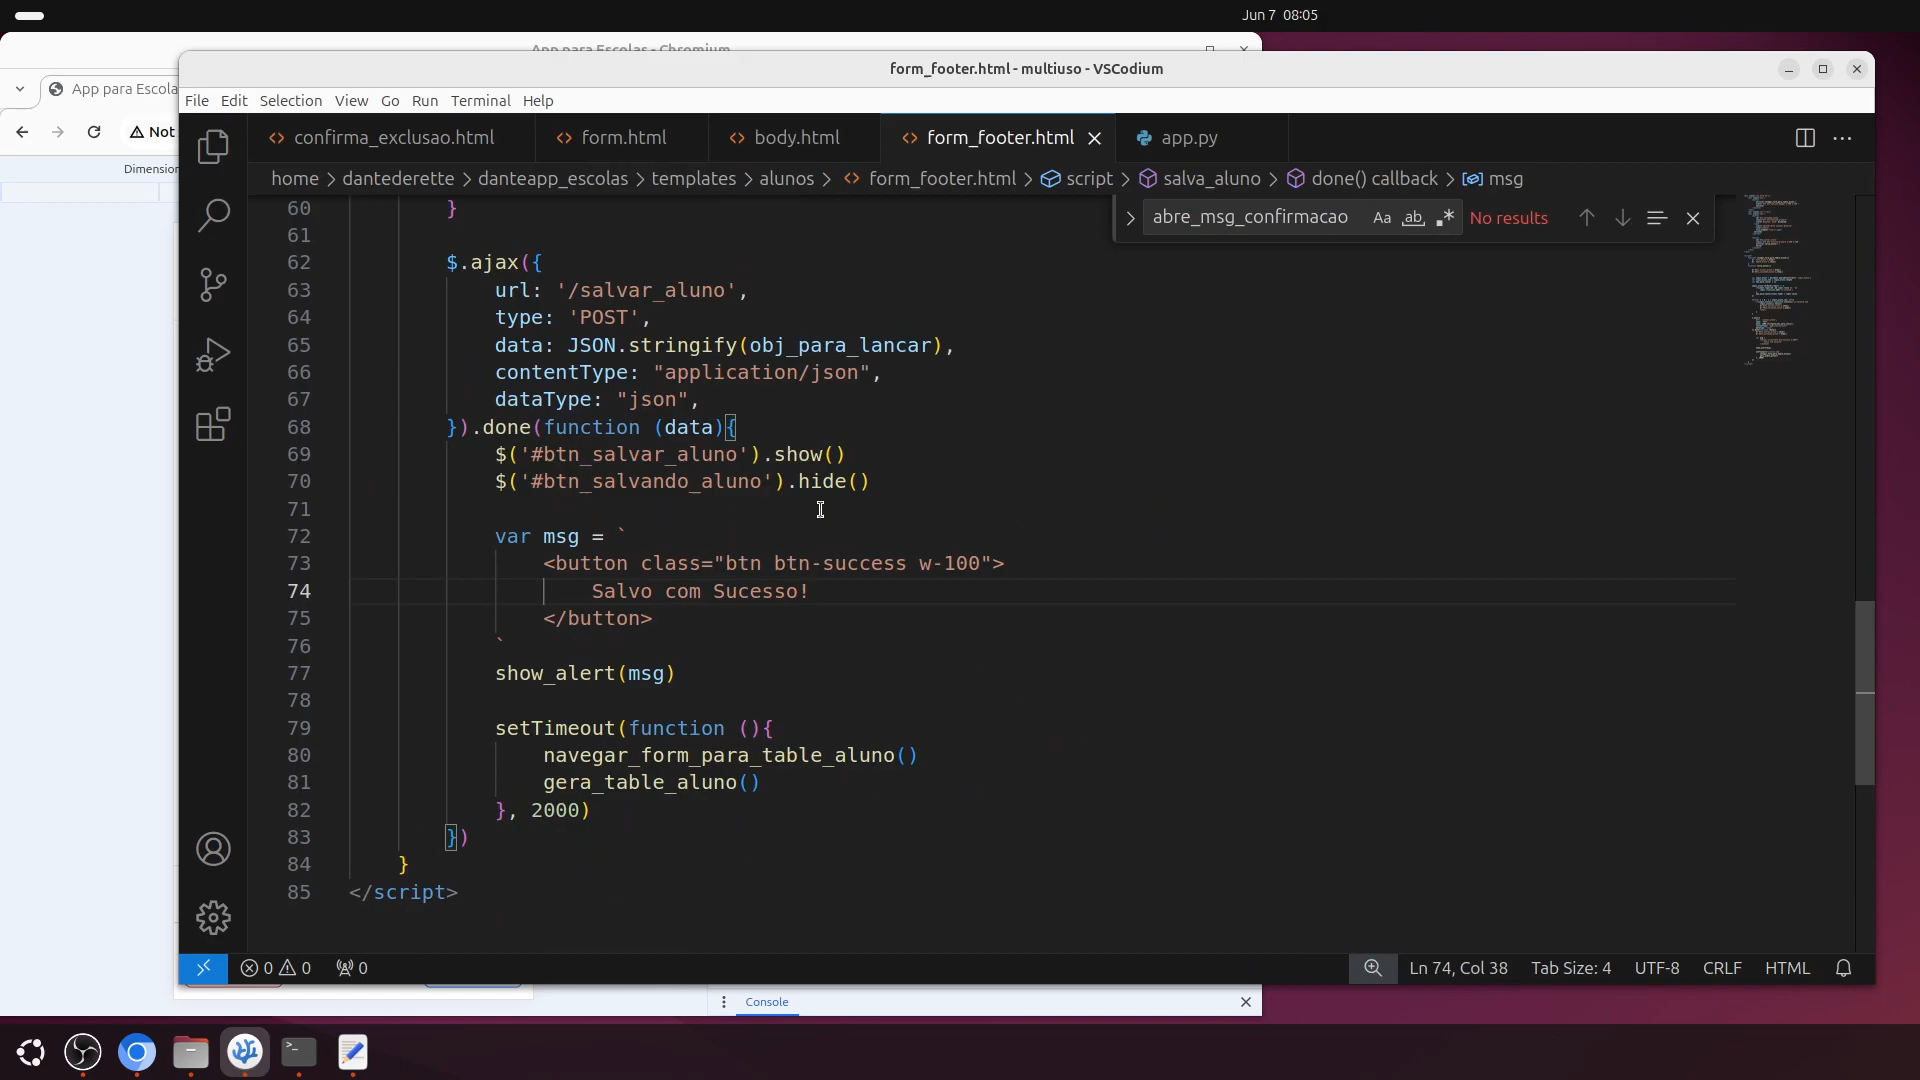 Jun 7 08:05
App para Escolas - Chromium
App para Escola
Not
Dimension
form_footer.html - multiuso - VSCodium
File Edit Selection View Go Run Terminal Help
confirma_exclusao.html form.html body.html form_footer.html app.py
home > dantederette > danteapp_escolas > templates > alunos > form_footer.html > script > salva_aluno > done() callback > msg
abre_msg_confirmacao Aa ab No results
60 }
61
62 $.ajax({
63 url: '/salvar_aluno',
64 type: 'POST',
65 data: JSON.stringify(obj_para_lancar),
66 contentType: "application/json",
67 dataType: "json",
68 }).done(function (data){
69 $('#btn_salvar_aluno').show()
70 $('#btn_salvando_aluno').hide()
71
72 var msg = `
73 <button class="btn btn-success w-100">
74 Salvo com Sucesso!
75 </button>
76 `
77 show_alert(msg)
78
79 setTimeout(function (){
80 navegar_form_para_table_aluno()
81 gera_table_aluno()
82 }, 2000)
83 })
84 }
85 </script>
0 0 0 Ln 74, Col 38 Tab Size: 4 UTF-8 CRLF HTML
Console